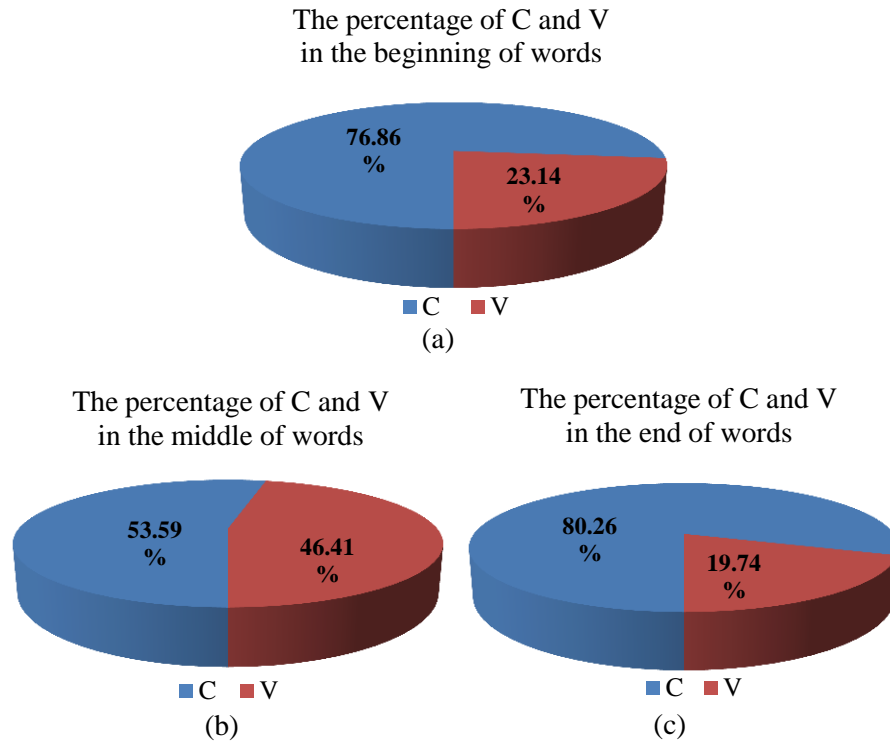 The percentage of C and V
in the beginning of words
76.86
%
23.14
%
C V
(a)
The percentage of C and V
in the middle of words
53.59
%
46.41
%
C V
(b)
The percentage of C and V
in the end of words
80.26
%
19.74
%
C V
(c)